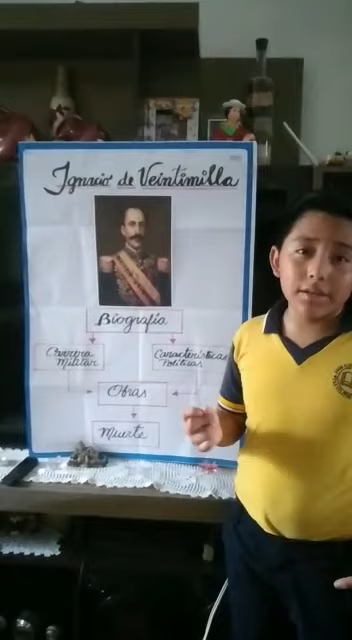 Ignacio de Veintimilla
Biografía
Carrera
Militar
Características
Políticas
Obras
Muerte